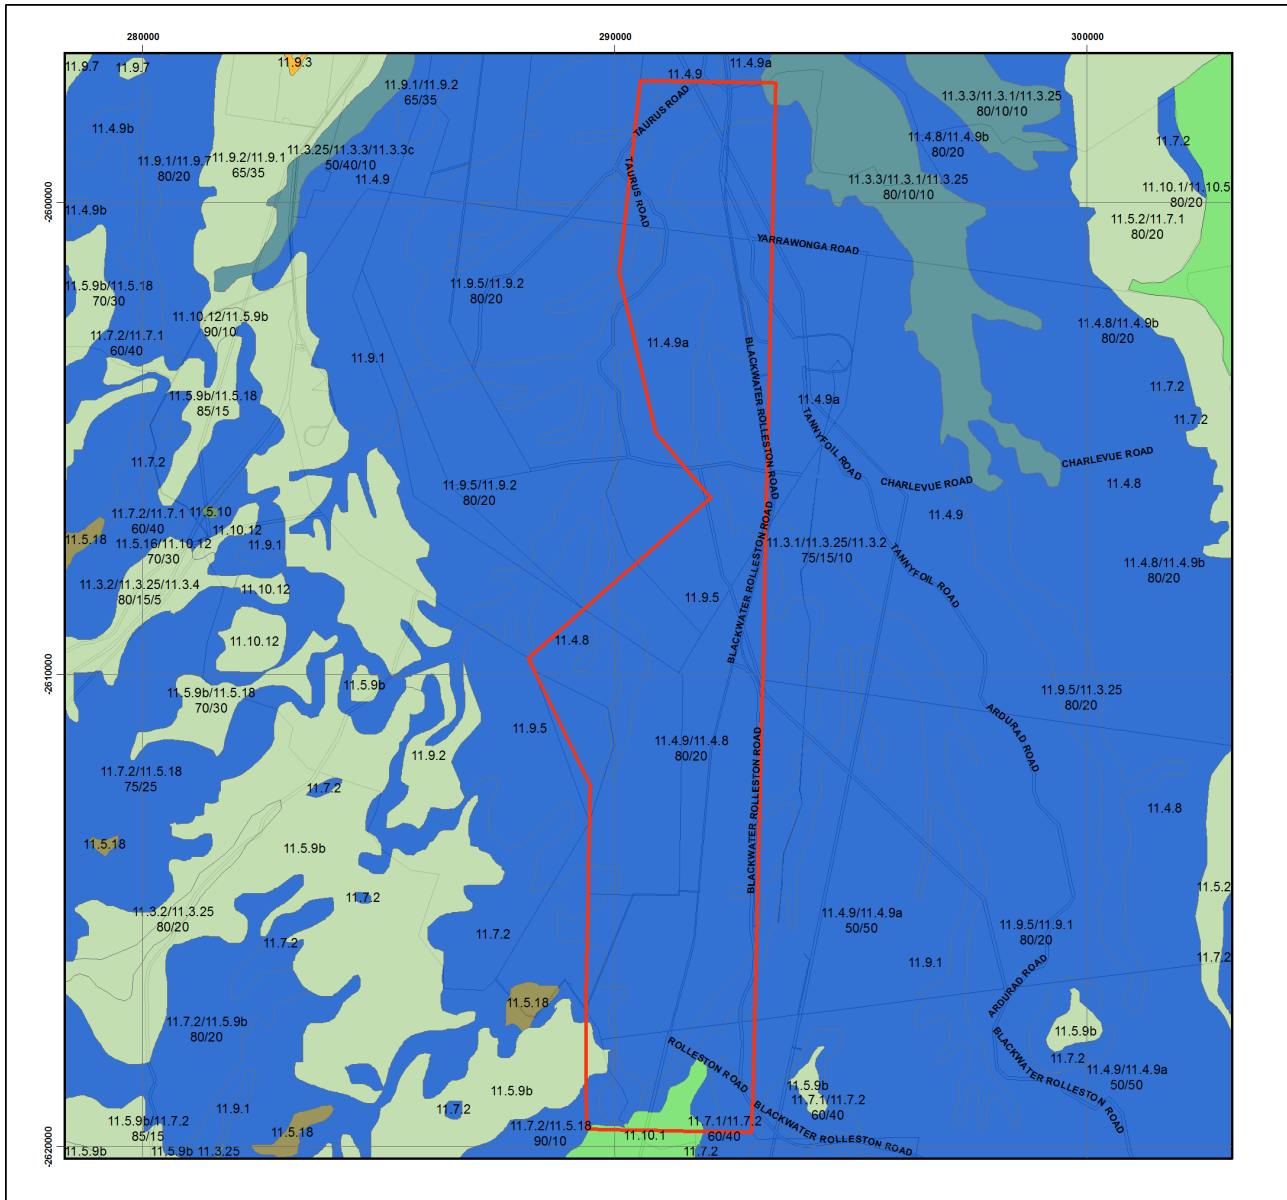 280000
290000
300000
11.9.7
11.9.7
11.9.3
11.4.9
11.4.9a
11.9.1/11.9.2
65/35
11.3.3/11.3.1/11.3.25
80/10/10
TAURUS ROAD
11.4.9b
11.4.8/11.4.9b
80/20
11.7.2
11.3.25/11.3.3/11.3.3c
50/40/10
11.9.1/11.9.7
80/20
11.9.2/11.9.1
65/35
11.4.9
TAURUS ROAD
11.3.3/11.3.1/11.3.25
80/10/10
11.10.1/11.10.5
80/20
-2600000
11.4.9b
11.5.2/11.7.1
80/20
YARRAWONGA ROAD
11.5.9b/11.5.18
70/30
11.9.5/11.9.2
80/20
11.10.12/11.5.9b
90/10
11.4.8/11.4.9b
80/20
11.7.2/11.7.1
60/40
11.4.9a
11.9.1
BLACKWATER ROLLESTON ROAD
11.7.2
11.5.9b/11.5.18
85/15
11.4.9a
11.7.2
TANNYFOIL ROAD
11.7.2
CHARLEVUE ROAD
CHARLEVUE ROAD
11.4.8
11.9.5/11.9.2
80/20
11.7.2/11.7.1
60/40
11.5.10
11.4.9
11.10.12
11.5.18
11.5.16/11.10.12
70/30
11.9.1
11.3.1/11.3.25/11.3.2
75/15/10
TANNYFOIL ROAD
11.4.8/11.4.9b
80/20
11.3.2/11.3.25/11.3.4
80/15/5
11.10.12
BLACKWATER ROLLESTON ROAD
11.9.5
11.10.12
11.4.8
-2610000
11.5.9b/11.5.18
70/30
11.5.9b
11.9.5/11.3.25
80/20
11.9.5
ARDURAD ROAD
11.4.9/11.4.8
80/20
11.9.2
11.7.2/11.5.18
75/25
11.7.2
BLACKWATER ROLLESTON ROAD
11.4.8
11.5.18
11.5.9b
11.5.2
11.7.2
11.3.2/11.3.25
80/20
11.4.9/11.4.9a
50/50
11.9.5/11.9.1
80/20
11.7.2
11.7.2
11.9.1
11.7.2
ARDURAD ROAD
11.5.18
11.7.2/11.5.9b
80/20
11.5.9b
ROLLESTON ROAD
11.7.2
11.4.9/11.4.9a
50/50
BLACKWATER ROLLESTON ROAD
11.5.9b
11.5.9b
11.7.1/11.7.2
60/40
11.9.1
11.7.2
11.5.9b/11.7.2
85/15
11.5.18
11.7.2/11.5.18
90/10
11.10.1
11.7.1/11.7.2
60/40
BLACKWATER ROLLESTON ROAD
-2620000
11.5.9b
11.5.9b
11.3.25
11.7.2